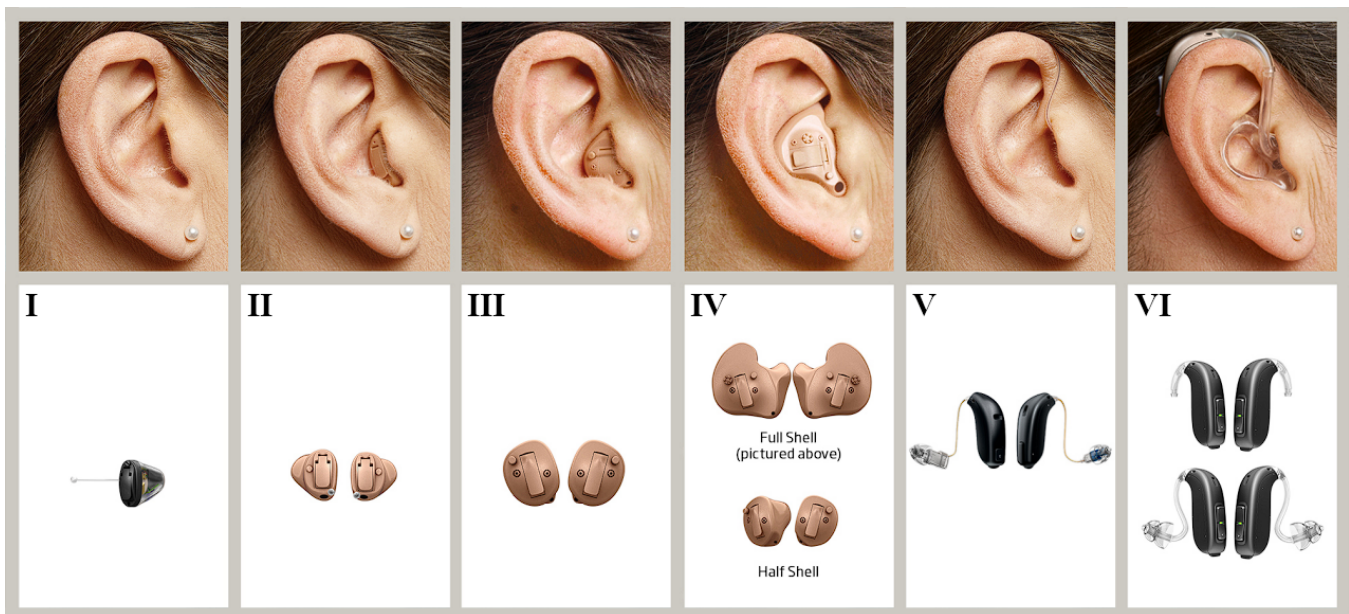 I
II
III
IV
V
VI
Full Shell
(pictured above)
Half Shell